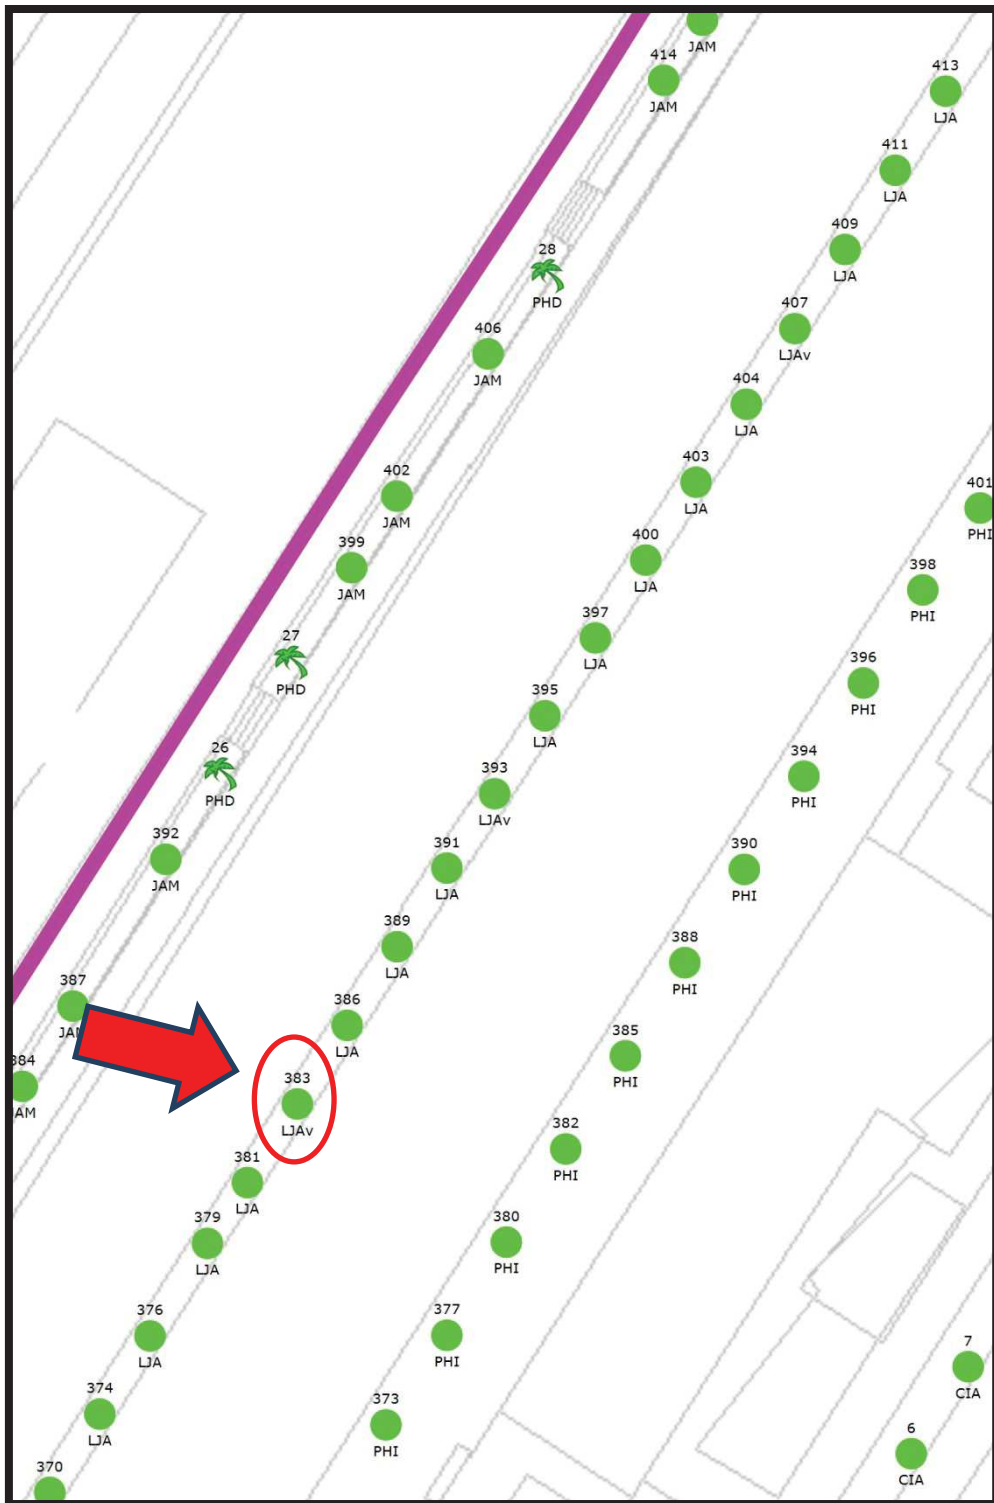 JAM
414
JAM
413
LJA
411
LJA
409
LJA
28
PHD
407
LJAv
406
JAM
404
LJA
402
JAM
403
LJA
401
PHI
399
JAM
400
LJA
398
PHI
397
LJA
27
PHD
396
PHI
395
LJA
26
PHD
394
PHI
393
LJAv
392
JAM
391
LJA
390
PHI
389
LJA
388
PHI
387
386
LJA
385
PHI
383
LJAv
382
PHI
381
LJA
379
LJA
380
PHI
376
LJA
377
PHI
7
CIA
374
LJA
373
PHI
6
CIA
370